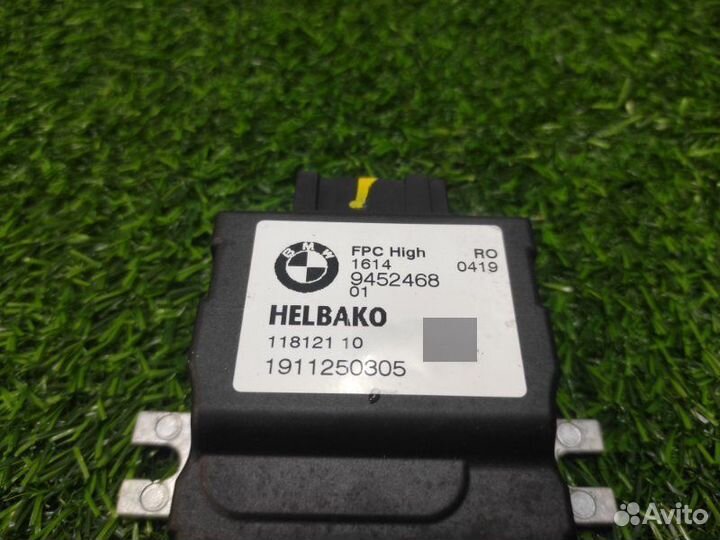 BMW
FPC High RO
1614 0419
9452468
01
HELBAKO
118121 10
1911250305
Avito